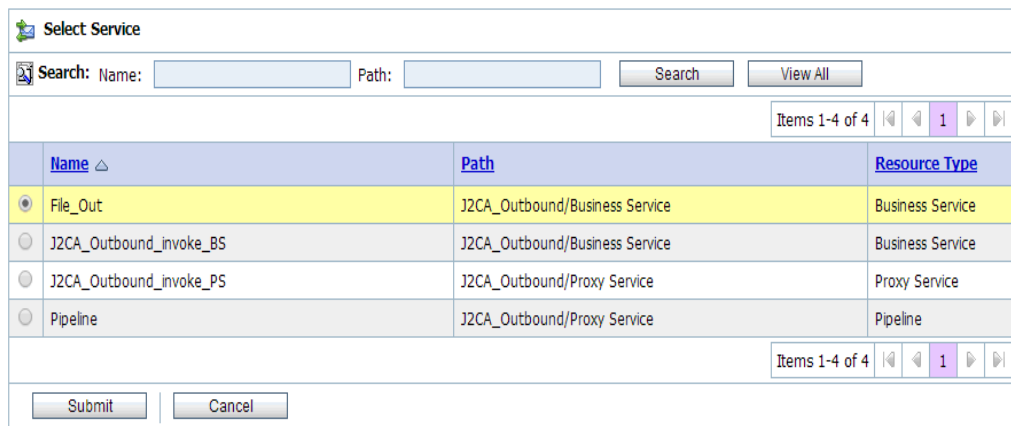 Select Service
Search: Name: Path: Search View All
Items 1-4 of 4 1
Name Path Resource Type
File_Out J2CA_Outbound/Business Service Business Service
J2CA_Outbound_invoke_BS J2CA_Outbound/Business Service Business Service
J2CA_Outbound_invoke_PS J2CA_Outbound/Proxy Service Proxy Service
Pipeline J2CA_Outbound/Proxy Service Pipeline
Items 1-4 of 4 1
Submit Cancel